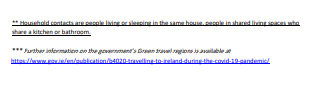 ** Household contacts are people living or sleeping in the same house, people in shared living spaces who
share a kitchen or bathroom.
*** Further information on the government's Green travel regions is available at
https://www.gov.ie/en/publication/b4020-travelling-to-ireland-during-the-covid-19-pandemic/